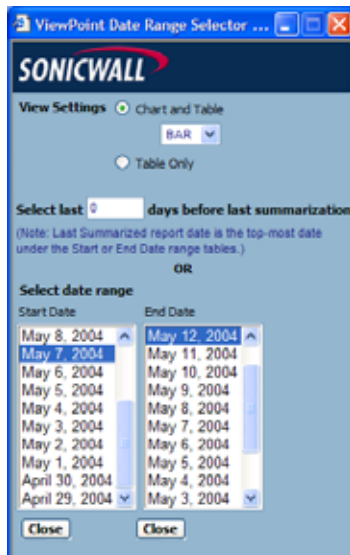 ViewPoint Date Range Selector ...
SONICWALL
View Settings Chart and Table
BAR
Table Only
Select last 0 days before last summarization
(Note: Last Summarized report date is the top-most date
under the Start or End Date range tables.)
OR
Select date range
Start Date End Date
May 8, 2004 May 12, 2004
May 7, 2004 May 11, 2004
May 6, 2004 May 10, 2004
May 5, 2004 May 9, 2004
May 4, 2004 May 8, 2004
May 3, 2004 May 7, 2004
May 2, 2004 May 6, 2004
May 1, 2004 May 5, 2004
April 30, 2004 May 4, 2004
April 29, 2004 May 3, 2004
Close Close